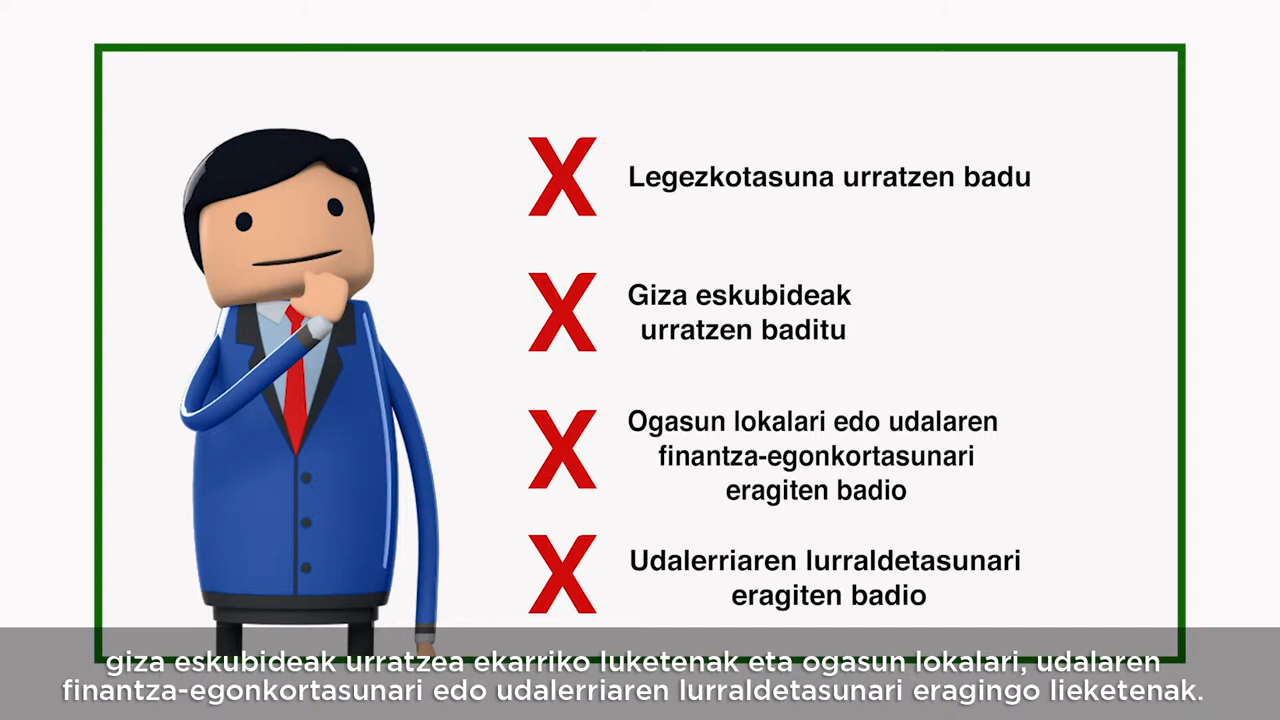 X Legezkotasuna urratzen badu
X Giza eskubideak
urratzen baditu
X Ogasun lokalari edo udalaren
finantza-egonkortasunari
eragiten badio
X Udalerriaren lurraldetasunari
eragiten badio
giza eskubideak urratzea ekarriko luketenak eta ogasun lokalari, udalaren
finantza-egonkortasunari edo udalerriaren lurraldetasunari eragingo lieketenak.